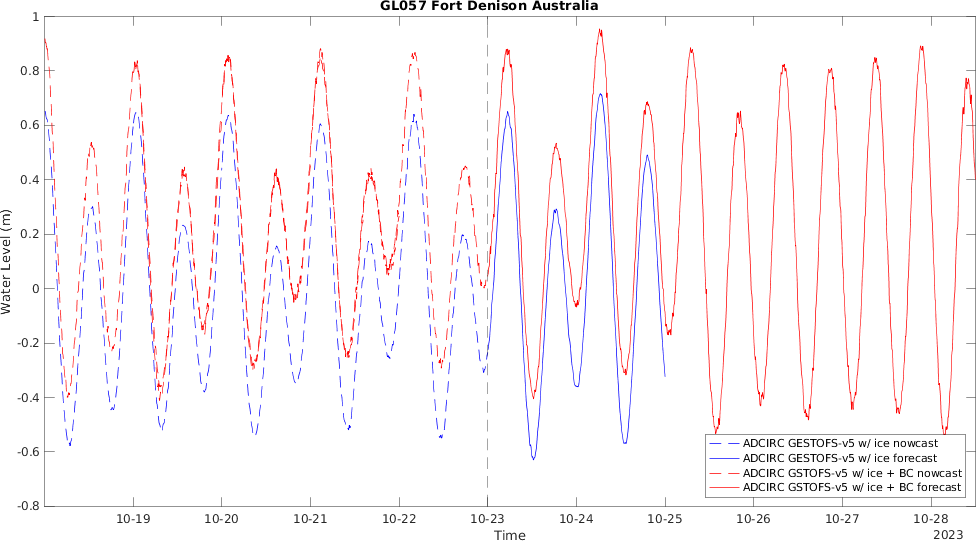 GL057 Fort Denison Australia
1
0.8
0.6
0.4
0.2
0
-0.2
-0.4
-0.6
-0.8
Water Level (m)
ADCIRC GESTOFS-v5 w/ ice nowcast
ADCIRC GESTOFS-v5 w/ ice forecast
ADCIRC GSTOFS-v5 w/ ice + BC nowcast
ADCIRC GSTOFS-v5 w/ ice + BC forecast
10-19 10-20 10-21 10-22 10-23 10-24 10-25 10-26 10-27 10-28
Time
2023